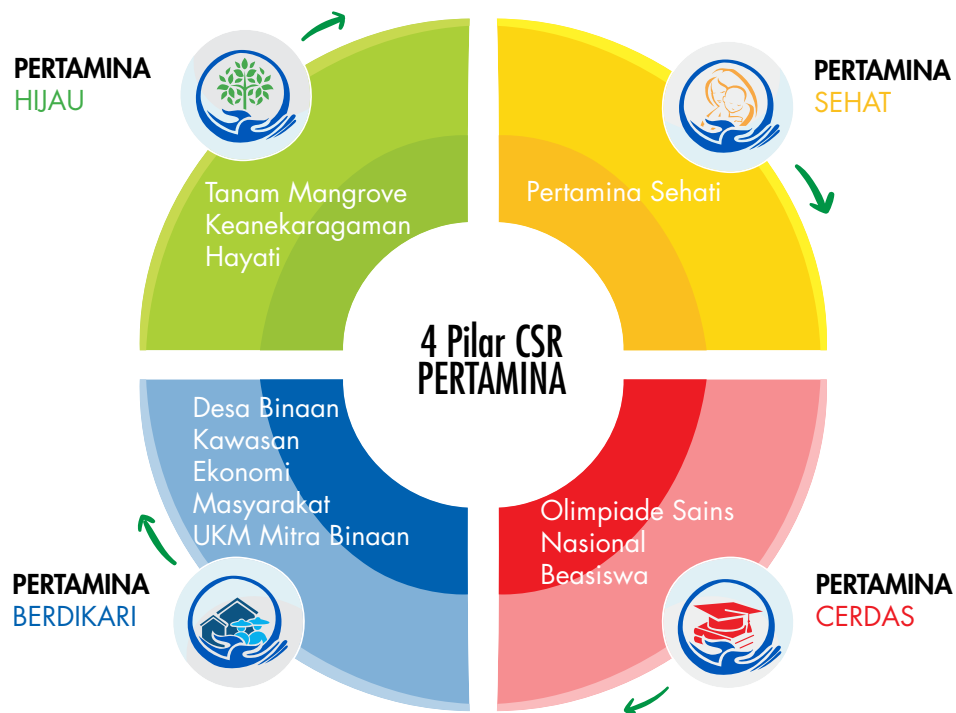 PERTAMINA
HIJAU
Tanam Mangrove
Keanekaragaman
Hayati
PERTAMINA
SEHAT
Pertamina Sehati
4 Pilar CSR
PERTAMINA
Desa Binaan
Kawasan
Ekonomi
Masyarakat
UKM Mitra Binaan
PERTAMINA
BERDIKARI
Olimpiade Sains
Nasional
Beasiswa
PERTAMINA
CERDAS